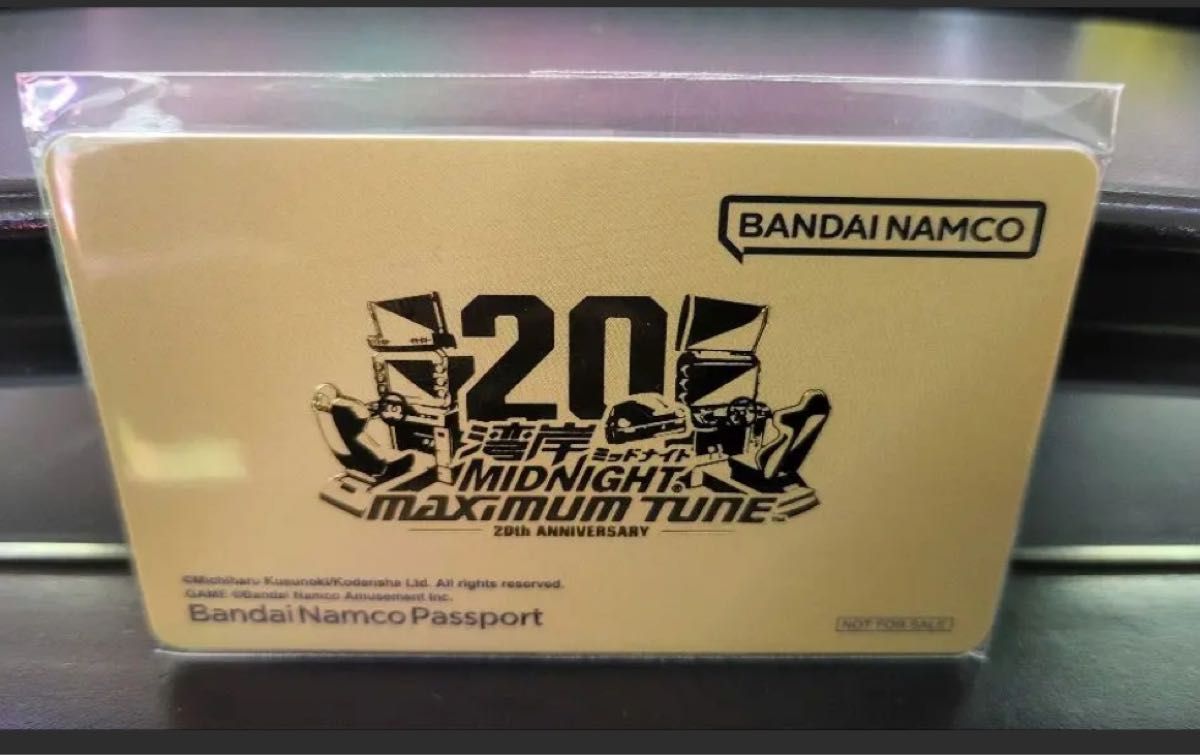 BANDAI NAMCO
20
湾岸 ミッドナイト
MIDNIGHT®
MAXIMUM TUNE™
20th ANNIVERSARY
©Michiharu Kusunoki/Kodansha Ltd. All rights reserved.
GAME ©Bandai Namco Amusement Inc.
Bandai Namco Passport
NOT FOR SALE